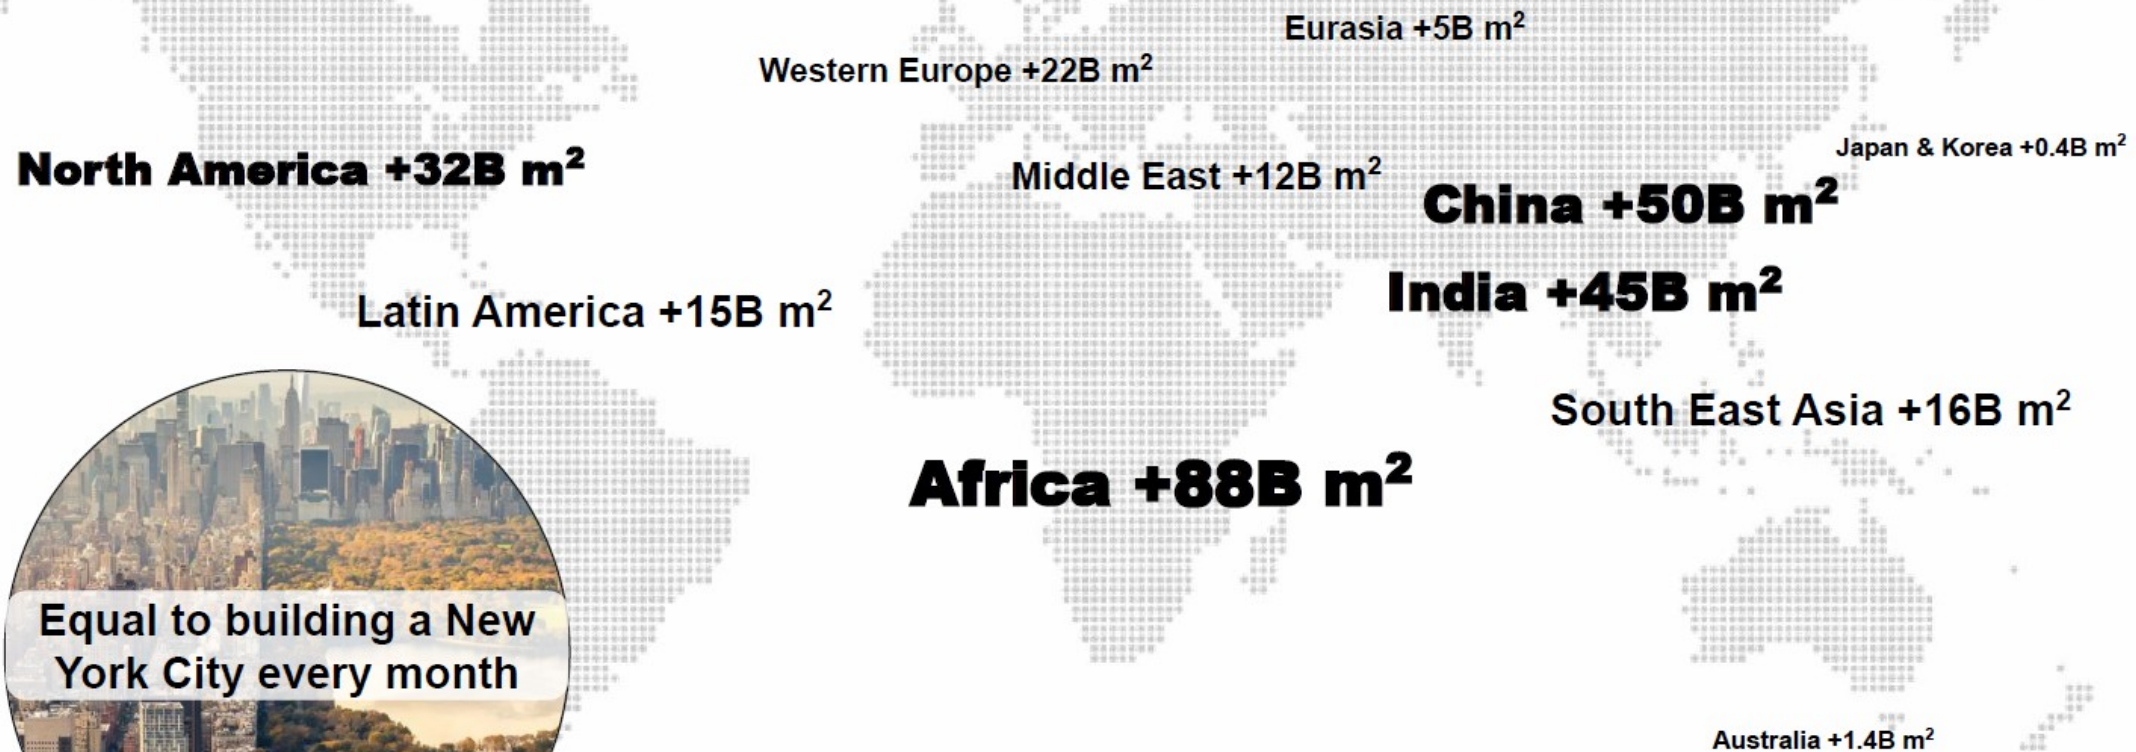 Eurasia +5B m²
Western Europe +22B m²
Japan & Korea +0.4B m²
North America +32B m²
Middle East +12B m²
China +50B m²
India +45B m²
Latin America +15B m²
South East Asia +16B m²
Africa +88B m²
Equal to building a New
York City every month
Australia +1.4B m²